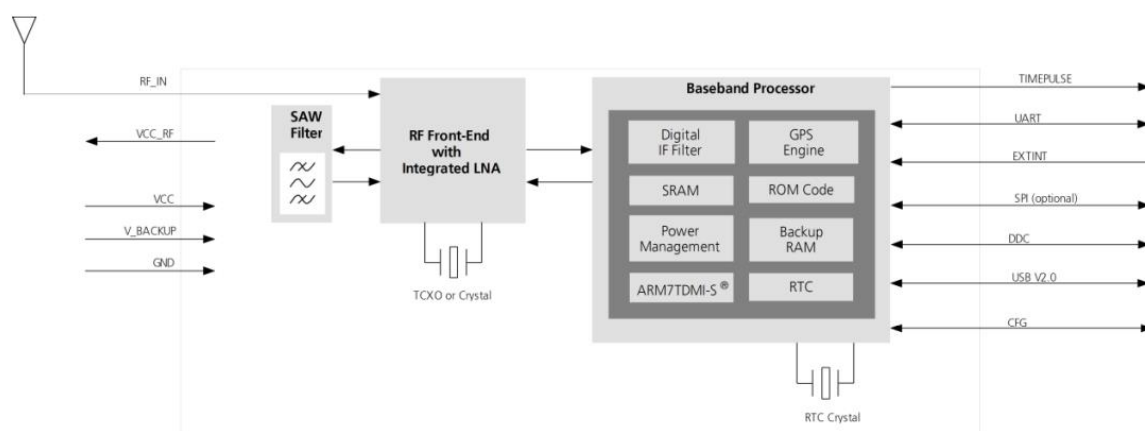 RF_IN
VCC_RF
VCC
V_BACKUP
GND
SAW
Filter
RF Front-End
with
Integrated LNA
TCXO or Crystal
Baseband Processor
Digital
IF Filter
GPS
Engine
SRAM
ROM Code
Power
Management
Backup
RAM
ARM7TDMI-S®
RTC
RTC Crystal
TIMEPULSE
UART
EXTINT
SPI (optional)
DDC
USB V2.0
CFG